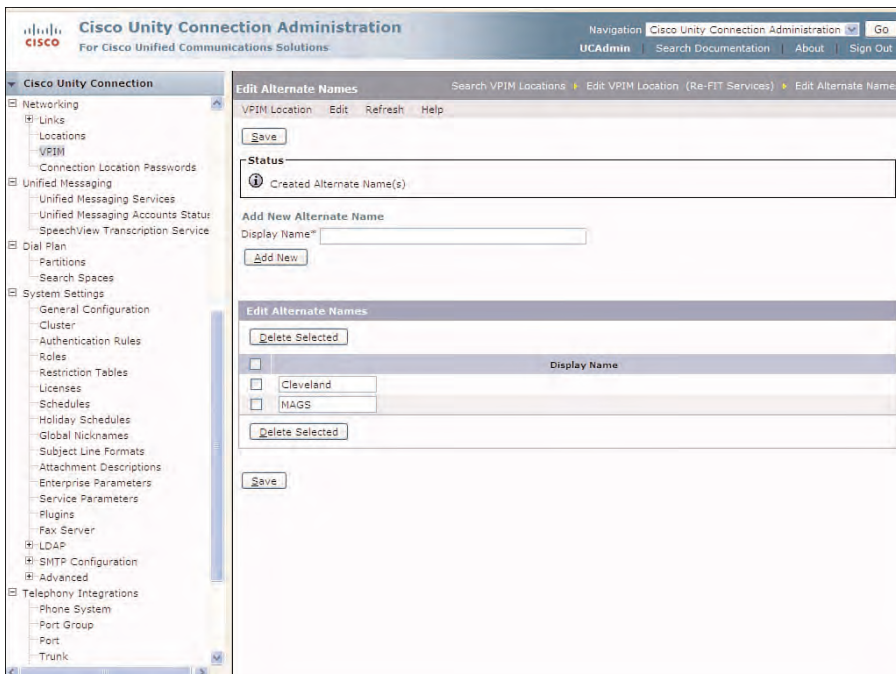 CISCO
Cisco Unity Connection Administration
For Cisco Unified Communications Solutions
Navigation Cisco Unity Connection Administration Go
UCAdmin | Search Documentation | About | Sign Out
Cisco Unity Connection
Networking
Links
Locations
VPIM
Connection Location Passwords
Unified Messaging
Unified Messaging Services
Unified Messaging Accounts Status
SpeechView Transcription Service
Dial Plan
Partitions
Search Spaces
System Settings
General Configuration
Cluster
Authentication Rules
Roles
Restriction Tables
Licenses
Schedules
Holiday Schedules
Global Nicknames
Subject Line Formats
Attachment Descriptions
Enterprise Parameters
Service Parameters
Plugins
Fax Server
LDAP
SMTP Configuration
Advanced
Telephony Integrations
Phone System
Port Group
Port
Trunk
Edit Alternate Names
Search VPIM Locations Edit VPIM Location (Re-FIT Services) Edit Alternate Name
VPIM Location Edit Refresh Help
Save
Status
Created Alternate Name(s)
Add New Alternate Name
Display Name*
Add New
Edit Alternate Names
Delete Selected
Display Name
Cleveland
MAGS
Delete Selected
Save